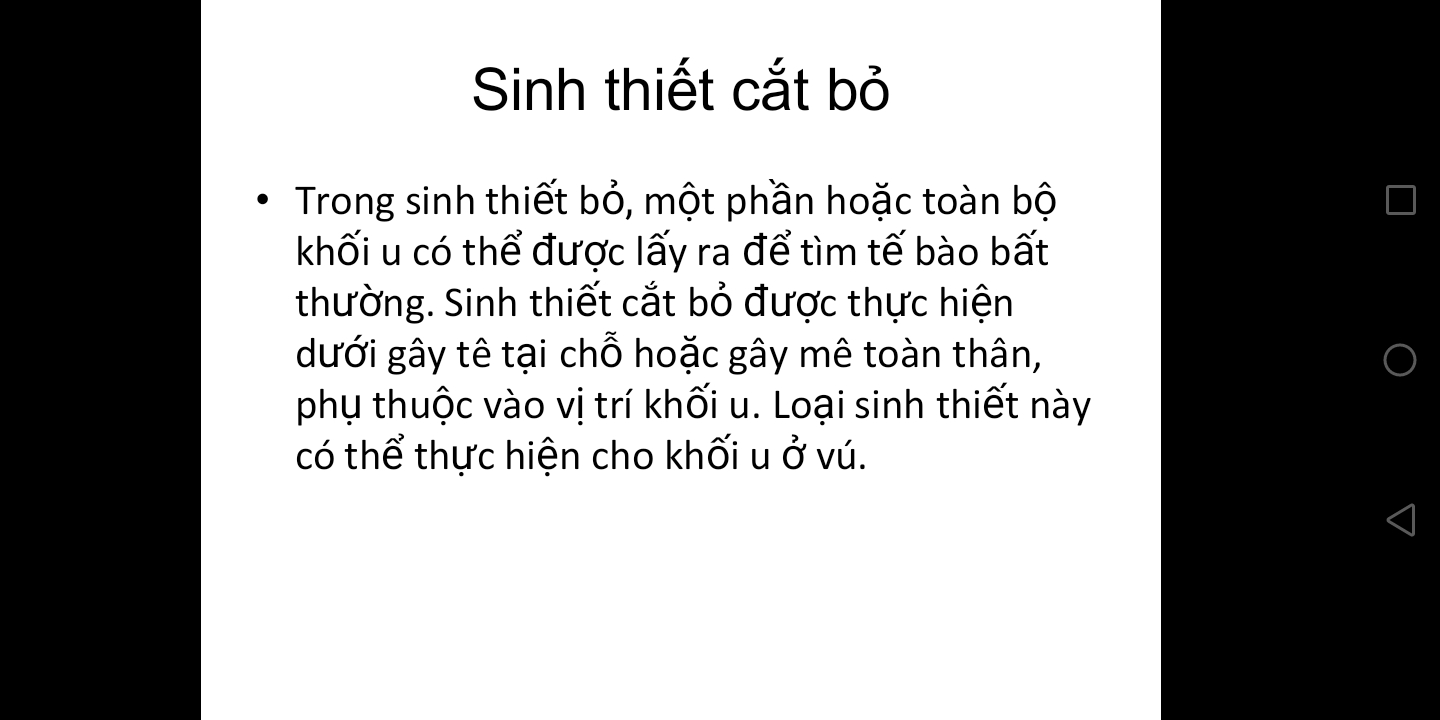 Sinh thiết cắt bỏ
• Trong sinh thiết bỏ, một phần hoặc toàn bộ
khối u có thể được lấy ra để tìm tế bào bất
thường. Sinh thiết cắt bỏ được thực hiện
dưới gây tê tại chỗ hoặc gây mê toàn thân,
phụ thuộc vào vị trí khối u. Loại sinh thiết này
có thể thực hiện cho khối u ở vú.